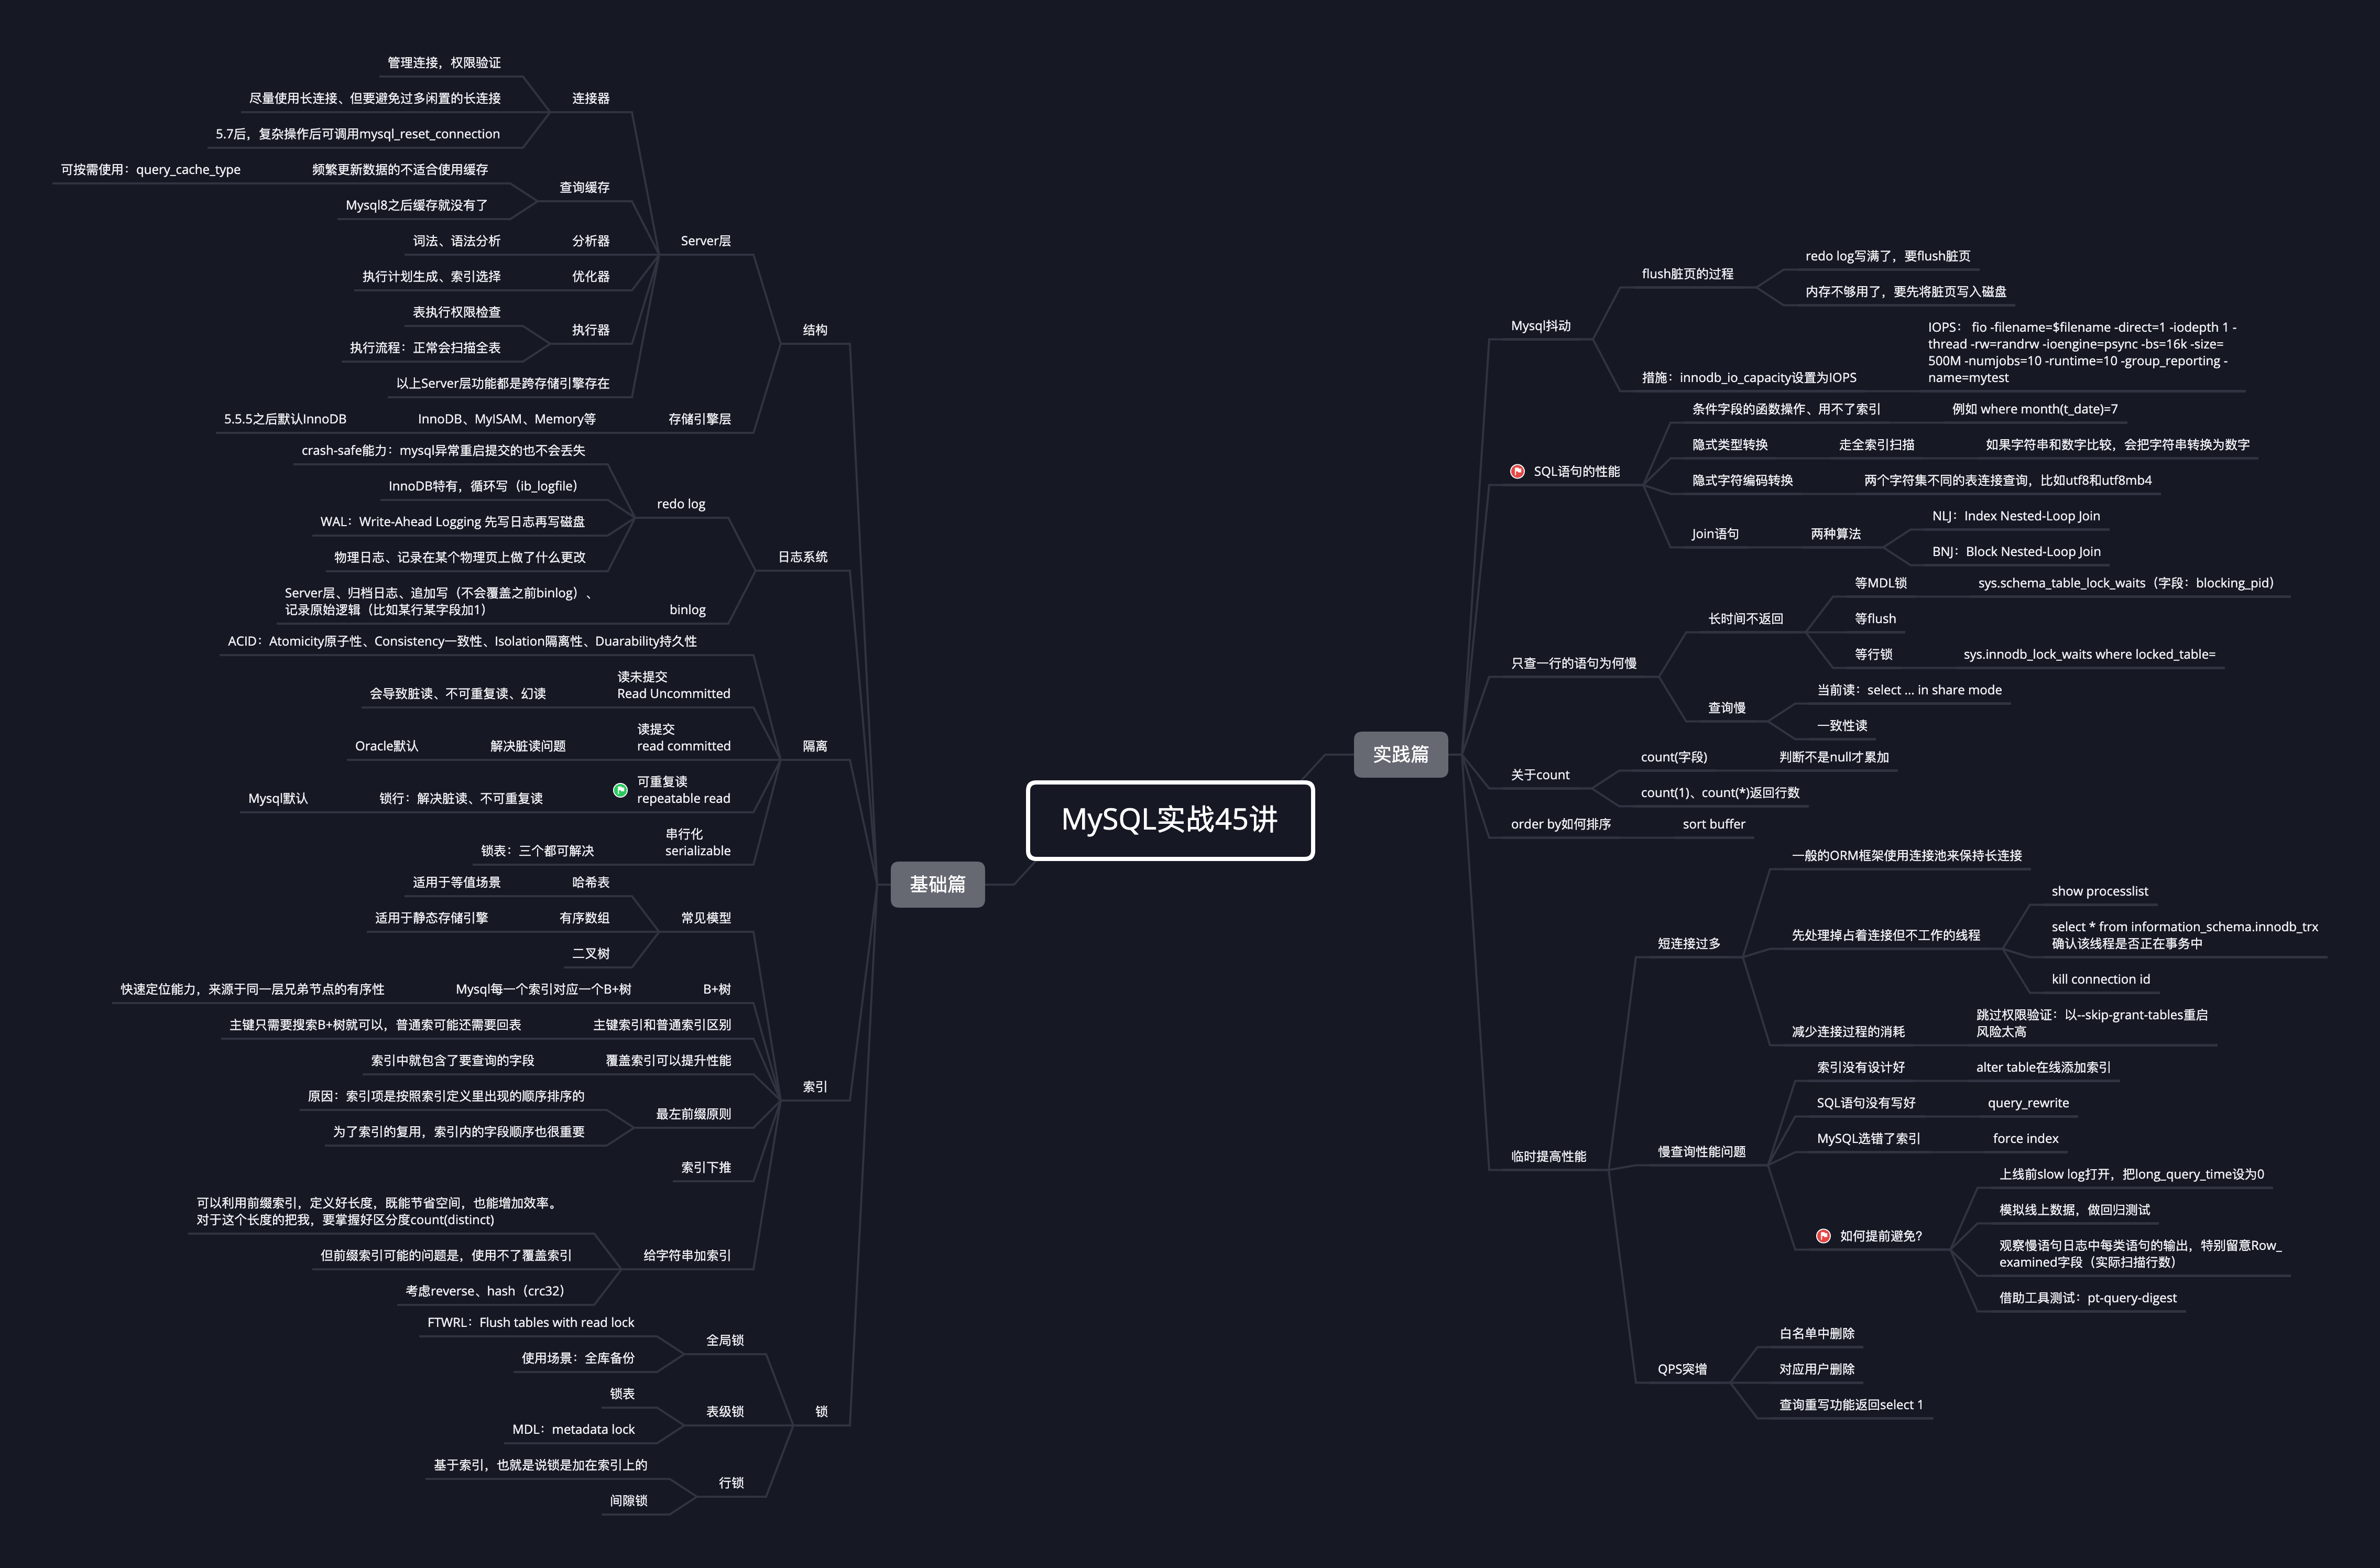 MySQL实战45讲
基础篇
结构
Server层
连接器
管理连接，权限验证
尽量使用长连接、但要避免过多闲置的长连接
5.7后，复杂操作后可调用mysql_reset_connection
查询缓存
频繁更新数据的不适合使用缓存
可按需使用：query_cache_type
Mysql8之后缓存就没有了
分析器
词法、语法分析
优化器
执行计划生成、索引选择
执行器
表执行权限检查
执行流程：正常会扫描全表
以上Server层功能都是跨存储引擎存在
存储引擎层
InnoDB、MyISAM、Memory等
5.5.5之后默认InnoDB
日志系统
redo log
crash-safe能力：mysql异常重启提交的也不会丢失
InnoDB特有，循环写（ib_logfile）
WAL：Write-Ahead Logging 先写日志再写磁盘
物理日志、记录在某个物理页上做了什么更改
binlog
Server层、归档日志、追加写（不会覆盖之前binlog）、
记录原始逻辑（比如某行某字段加1）
隔离
ACID：Atomicity原子性、Consistency一致性、Isolation隔离性、Duarability持久性
读未提交
Read Uncommitted
会导致脏读、不可重复读、幻读
读提交
read committed
解决脏读问题
Oracle默认
可重复读
repeatable read
锁行：解决脏读、不可重复读
Mysql默认
串行化
serializable
锁表：三个都可解决
索引
常见模型
哈希表
适用于等值场景
有序数组
适用于静态存储引擎
二叉树
B+树
Mysql每一个索引对应一个B+树
快速定位能力，来源于同一层兄弟节点的有序性
主键索引和普通索引区别
主键只需要搜索B+树就可以，普通索可能还需要回表
覆盖索引可以提升性能
索引中就包含了要查询的字段
最左前缀原则
原因：索引项是按照索引定义里出现的顺序排序的
为了索引的复用，索引内的字段顺序也很重要
索引下推
给字符串加索引
可以利用前缀索引，定义好长度，既能节省空间，也能增加效率。
对于这个长度的把我，要掌握好区分度count(distinct)
但前缀索引可能的问题是，使用不了覆盖索引
考虑reverse、hash（crc32）
锁
全局锁
FTWRL：Flush tables with read lock
使用场景：全库备份
表级锁
锁表
MDL：metadata lock
行锁
基于索引，也就是说锁是加在索引上的
间隙锁
实践篇
Mysql抖动
flush脏页的过程
redo log写满了，要flush脏页
内存不够用了，要先将脏页写入磁盘
措施：innodb_io_capacity设置为IOPS
IOPS： fio -filename=$filename -direct=1 -iodepth 1 -
thread -rw=randrw -ioengine=psync -bs=16k -size=
500M -numjobs=10 -runtime=10 -group_reporting -
name=mytest
SQL语句的性能
条件字段的函数操作、用不了索引
例如 where month(t_date)=7
隐式类型转换
走全索引扫描
如果字符串和数字比较，会把字符串转换为数字
隐式字符编码转换
两个字符集不同的表连接查询，比如utf8和utf8mb4
Join语句
两种算法
NLJ：Index Nested-Loop Join
BNJ：Block Nested-Loop Join
只查一行的语句为何慢
长时间不返回
等MDL锁
sys.schema_table_lock_waits（字段：blocking_pid）
等flush
等行锁
sys.innodb_lock_waits where locked_table=
查询慢
当前读：select ... in share mode
一致性读
关于count
count(字段)
判断不是null才累加
count(1)、count(*)返回行数
order by如何排序
sort buffer
临时提高性能
短连接过多
一般的ORM框架使用连接池来保持长连接
先处理掉占着连接但不工作的线程
show processlist
select * from information_schema.innodb_trx
确认该线程是否正在事务中
kill connection id
减少连接过程的消耗
跳过权限验证：以--skip-grant-tables重启
风险太高
慢查询性能问题
索引没有设计好
alter table在线添加索引
SQL语句没有写好
query_rewrite
MySQL选错了索引
force index
如何提前避免？
上线前slow log打开，把long_query_time设为0
模拟线上数据，做回归测试
观察慢语句日志中每类语句的输出，特别留意Row_
examined字段（实际扫描行数）
借助工具测试：pt-query-digest
QPS突增
白名单中删除
对应用户删除
查询重写功能返回select 1